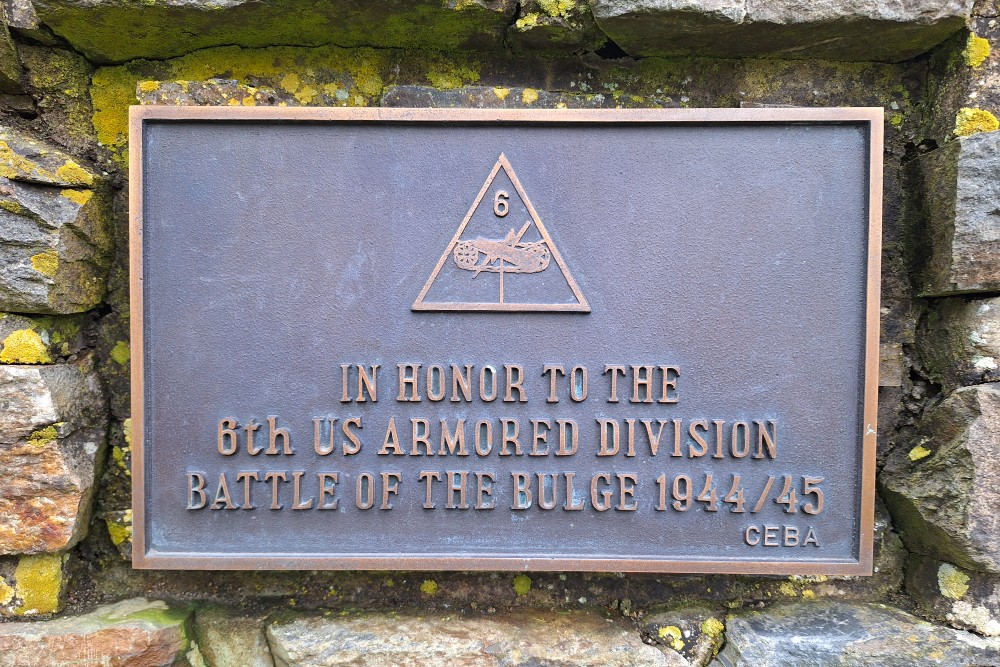 6
IN HONOR TO THE
6th US ARMORED DIVISION
BATTLE OF THE BULGE 1944/45
CEBA